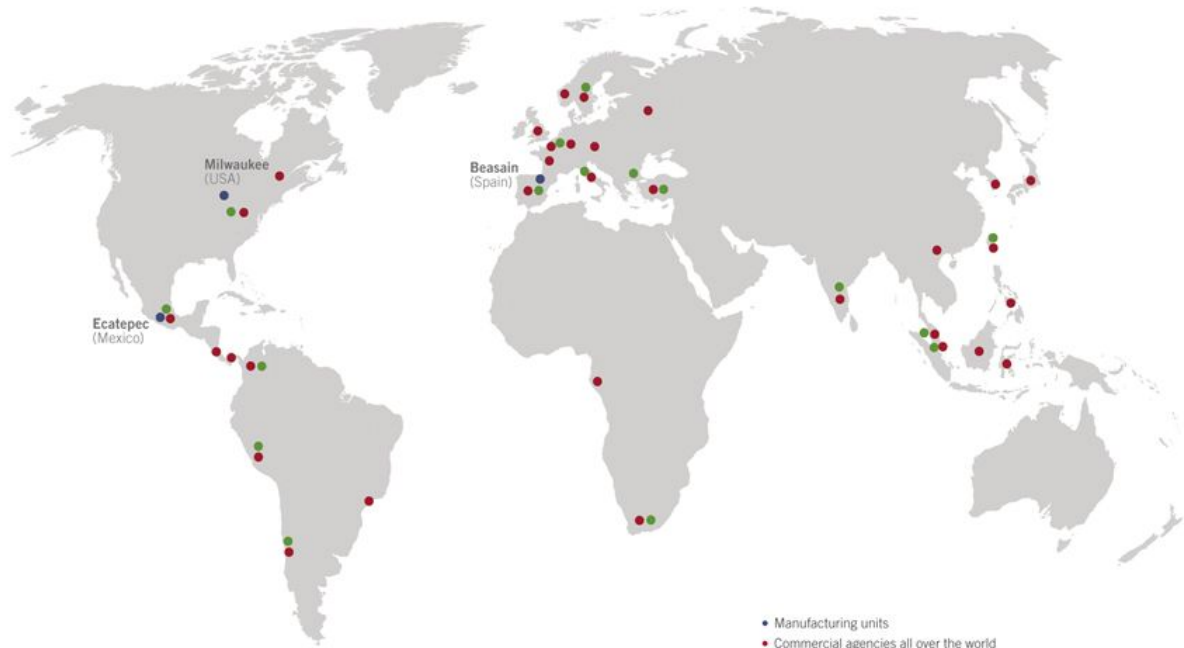 Milwaukee
(USA)
Beasain
(Spain)
Ecatepec
(Mexico)
Manufacturing units
Commercial agencies all over the world